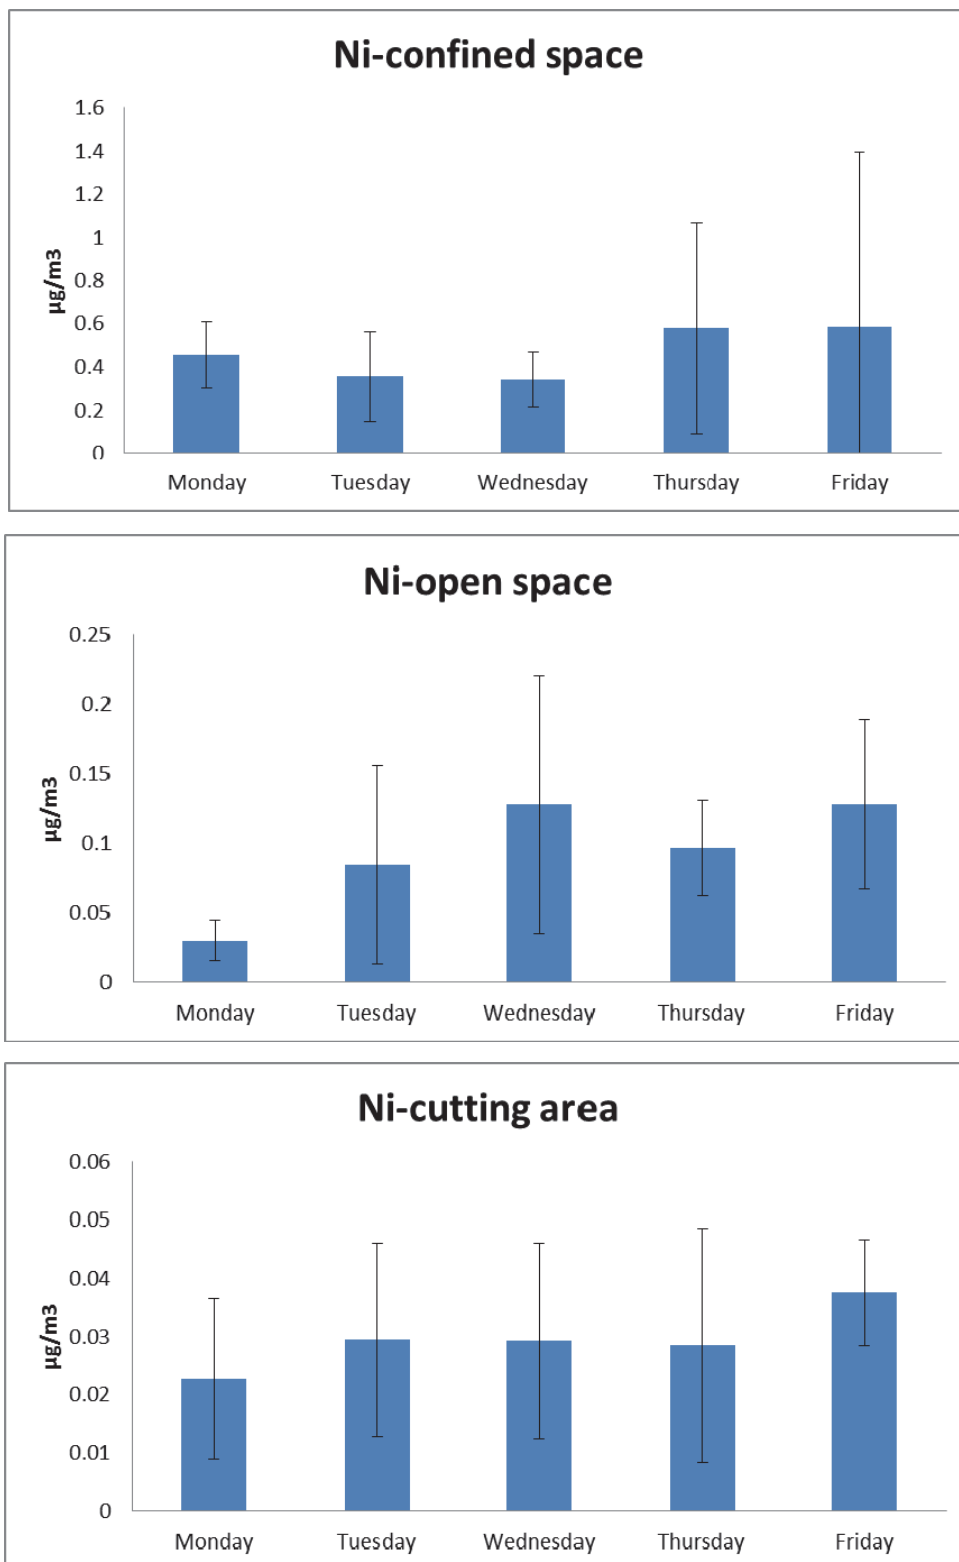 Ni-confined space
1.6
1.4
1.2
1
0.8
0.6
0.4
0.2
0
µg/m3
Monday Tuesday Wednesday Thursday Friday
Ni-open space
0.25
0.2
0.15
0.1
0.05
0
µg/m3
Monday Tuesday Wednesday Thursday Friday
Ni-cutting area
0.06
0.05
0.04
0.03
0.02
0.01
0
µg/m3
Monday Tuesday Wednesday Thursday Friday